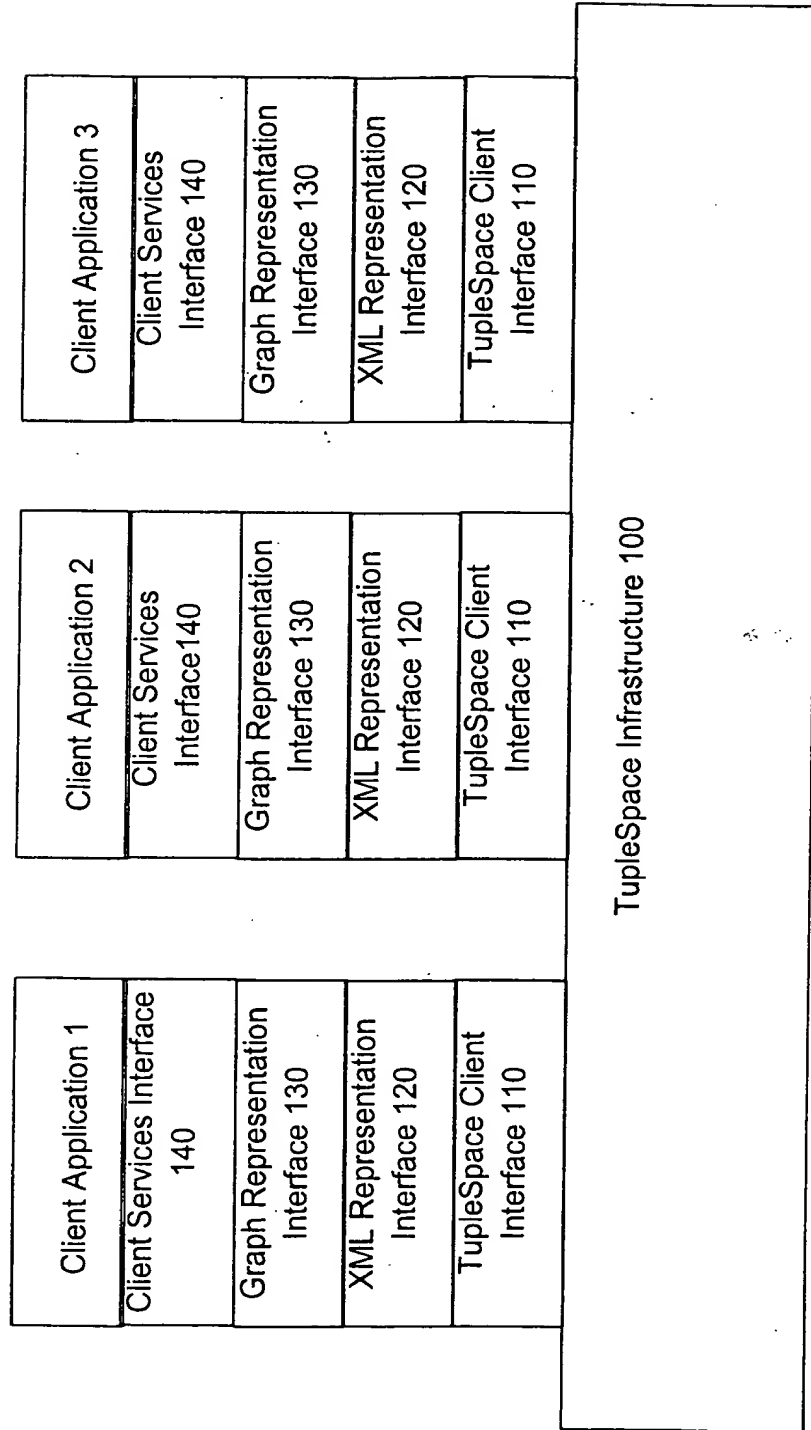 Client Application 1
Client Services Interface
140
Graph Representation
Interface 130
XML Representation
Interface 120
TupleSpace Client
Interface 110
Client Application 2
Client Services
Interface140
Graph Representation
Interface 130
XML Representation
Interface 120
TupleSpace Client
Interface 110
Client Application 3
Client Services
Interface 140
Graph Representation
Interface 130
XML Representation
Interface 120
TupleSpace Client
Interface 110
TupleSpace Infrastructure 100